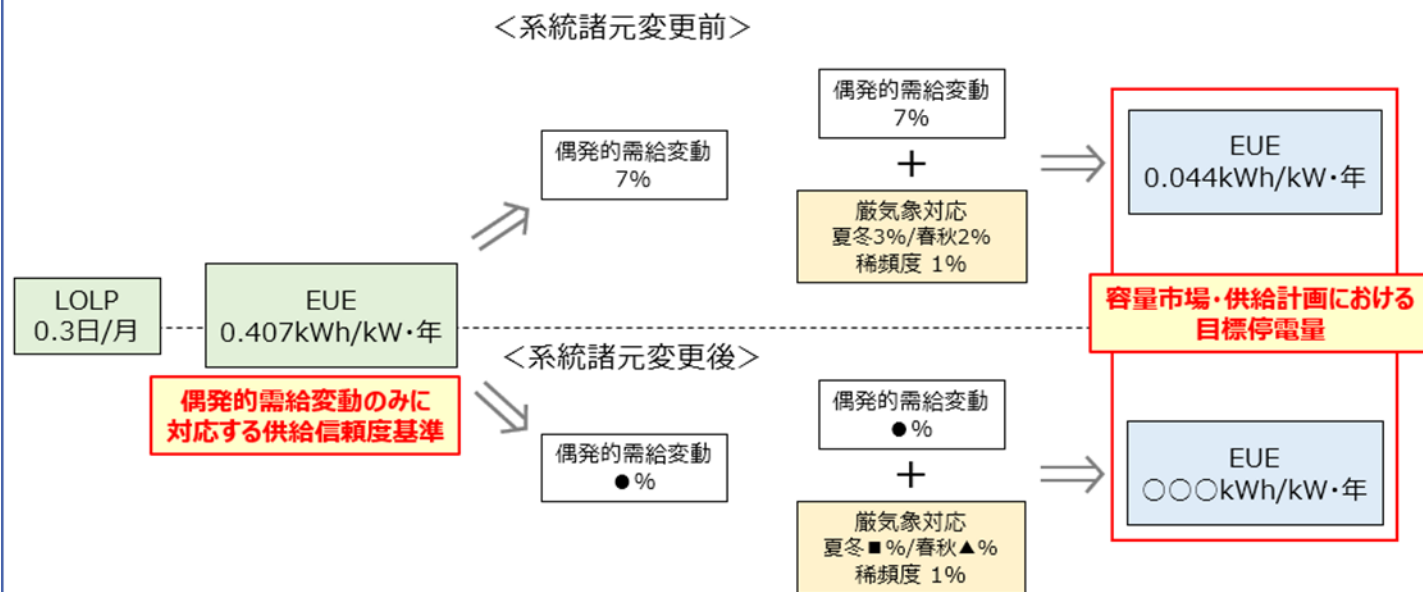 <系統諸元変更前>
偶発的需給変動
7%
偶発的需給変動
7%
+
厳気象対応
夏冬3%/春秋2%
稀頻度 1%
EUE
0.044kWh/kW・年
LOLP
0.3日/月
EUE
0.407kWh/kW・年
偶発的需給変動のみに
対応する供給信頼度基準
容量市場・供給計画における
目標停電量
<系統諸元変更後>
偶発的需給変動
●%
偶発的需給変動
●%
+
厳気象対応
夏冬■%/春秋▲%
稀頻度 1%
EUE
○○○kWh/kW・年